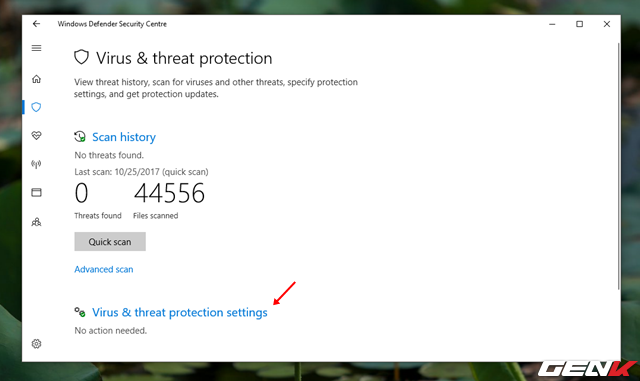 Windows Defender Security Centre
Virus & threat protection
View threat history, scan for viruses and other threats, specify protection
settings, and get protection updates.
Scan history
No threats found.
Last scan: 10/25/2017 (quick scan)
0 44556
Threats found Files scanned
Quick scan
Advanced scan
Virus & threat protection settings
No action needed.
GENK